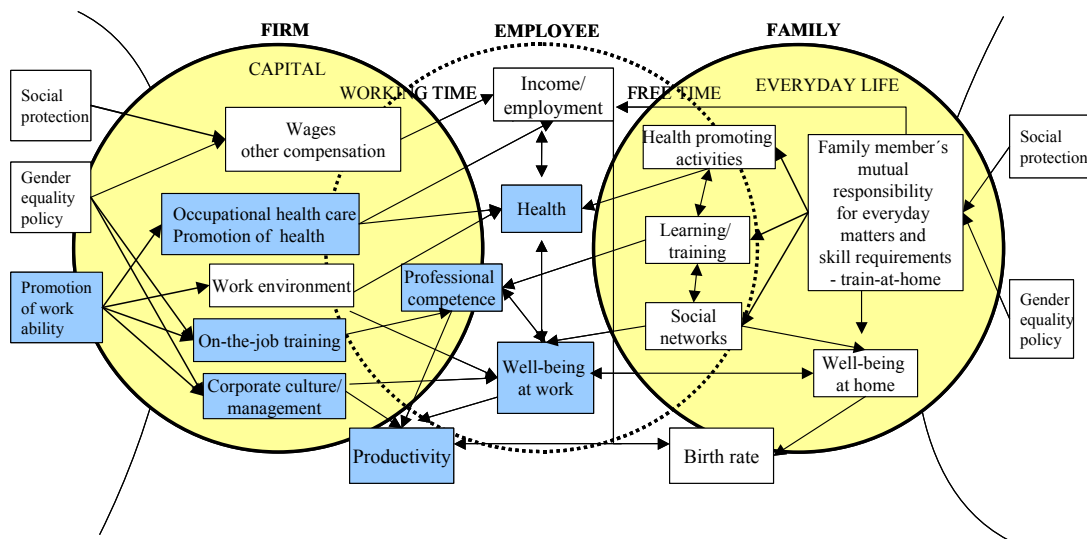 FIRM
EMPLOYEE
FAMILY
CAPITAL
EVERYDAY LIFE
WORKING TIME
FREE TIME
Social
protection
Gender
equality
policy
Promotion
of work
ability
Wages
other compensation
Occupational health care
Promotion of health
Work environment
On-the-job training
Corporate culture/
management
Income/
employment
Health
Professional
competence
Well-being
at work
Productivity
Health promoting
activities
Learning/
training
Social
networks
Family member´s
mutual
responsibility
for everyday
matters and
skill requirements
- train-at-home
Well-being
at home
Birth rate
Social
protection
Gender
equality
policy